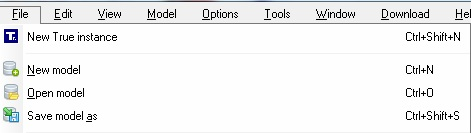 File Edit View Model Options Tools Window Download
New True instance Ctrl+Shift+N
New model Ctrl+N
Open model Ctrl+O
Save model as Ctrl+Shift+S